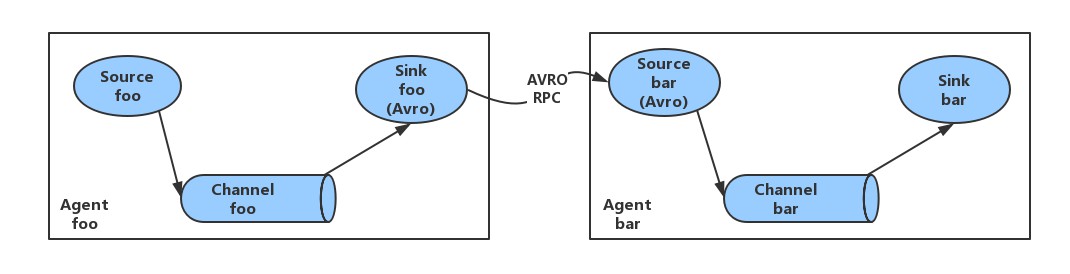 Source
foo
Sink
foo
(Avro)
Channel
foo
Agent
foo
AVRO
RPC
Source
bar
(Avro)
Sink
bar
Channel
bar
Agent
bar